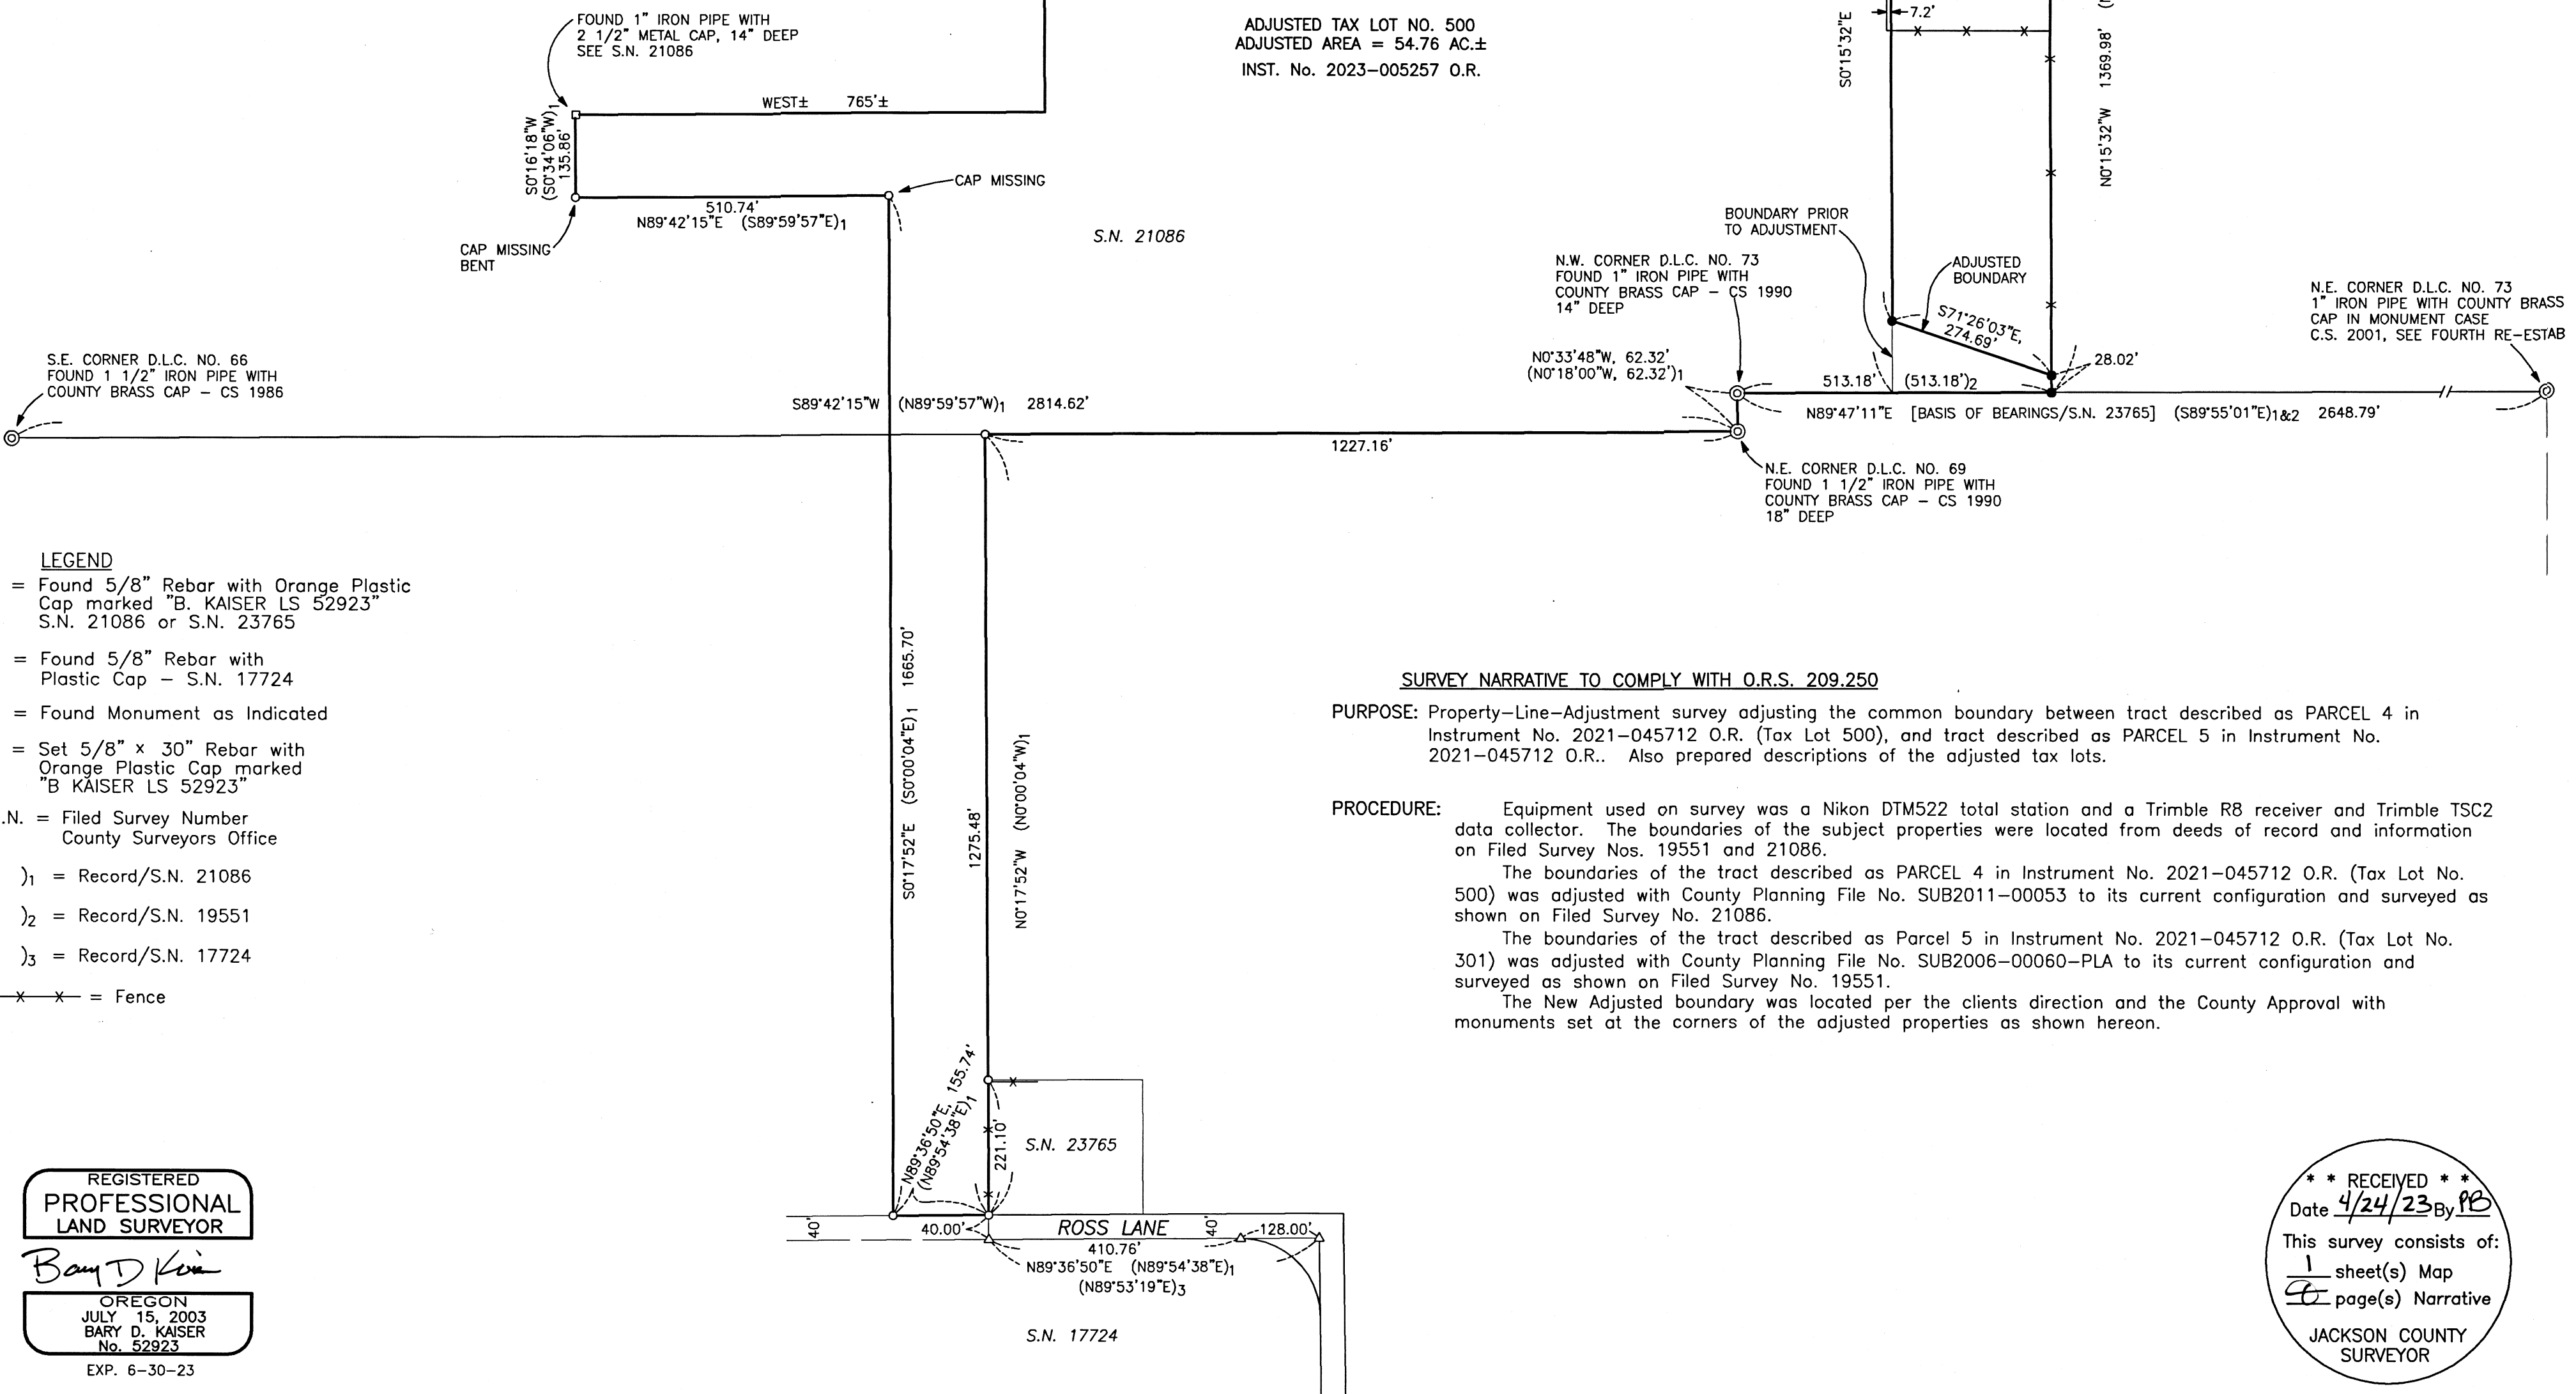 FOUND 1" IRON PIPE WITH
2 1/2" METAL CAP, 14" DEEP
SEE S.N. 21086
ADJUSTED TAX LOT NO. 500
ADJUSTED AREA = 54.76 AC.±
INST. No. 2023-005257 O.R.
S0°15'32"E
7.2'
N0°15'32"W 1369.98'
WEST± 765'±
S0°16'18"W
(S0°34'06"W)1
135.86'
CAP MISSING
510.74'
N89°42'15"E (S89°59'57"E)1
CAP MISSING
BENT
S.N. 21086
BOUNDARY PRIOR
TO ADJUSTMENT
N.W. CORNER D.L.C. NO. 73
FOUND 1" IRON PIPE WITH
COUNTY BRASS CAP - CS 1990
14" DEEP
ADJUSTED
BOUNDARY
S71°26'03"E,
274.69'
N.E. CORNER D.L.C. NO. 73
1" IRON PIPE WITH COUNTY BRASS
CAP IN MONUMENT CASE
C.S. 2001, SEE FOURTH RE-ESTAB
S.E. CORNER D.L.C. NO. 66
FOUND 1 1/2" IRON PIPE WITH
COUNTY BRASS CAP - CS 1986
N0°33'48"W, 62.32'
(N0°18'00"W, 62.32')1
28.02'
513.18' (513.18')2
S89°42'15"W (N89°59'57"W)1 2814.62'
N89°47'11"E [BASIS OF BEARINGS/S.N. 23765] (S89°55'01"E)1&2 2648.79'
1227.16'
N.E. CORNER D.L.C. NO. 69
FOUND 1 1/2" IRON PIPE WITH
COUNTY BRASS CAP - CS 1990
18" DEEP
LEGEND
= Found 5/8" Rebar with Orange Plastic
Cap marked "B. KAISER LS 52923"
S.N. 21086 or S.N. 23765
= Found 5/8" Rebar with
Plastic Cap - S.N. 17724
= Found Monument as Indicated
= Set 5/8" x 30" Rebar with
Orange Plastic Cap marked
"B KAISER LS 52923"
.N. = Filed Survey Number
County Surveyors Office
)1 = Record/S.N. 21086
)2 = Record/S.N. 19551
)3 = Record/S.N. 17724
x x = Fence
S0°17'52"E (S0°00'04"E)1 1665.70'
1275.48'
N0°17'52"W (N0°00'04"W)1
SURVEY NARRATIVE TO COMPLY WITH O.R.S. 209.250
PURPOSE: Property-Line-Adjustment survey adjusting the common boundary between tract described as PARCEL 4 in
Instrument No. 2021-045712 O.R. (Tax Lot 500), and tract described as PARCEL 5 in Instrument No.
2021-045712 O.R.. Also prepared descriptions of the adjusted tax lots.
PROCEDURE: Equipment used on survey was a Nikon DTM522 total station and a Trimble R8 receiver and Trimble TSC2
data collector. The boundaries of the subject properties were located from deeds of record and information
on Filed Survey Nos. 19551 and 21086.
The boundaries of the tract described as PARCEL 4 in Instrument No. 2021-045712 O.R. (Tax Lot No.
500) was adjusted with County Planning File No. SUB2011-00053 to its current configuration and surveyed as
shown on Filed Survey No. 21086.
The boundaries of the tract described as Parcel 5 in Instrument No. 2021-045712 O.R. (Tax Lot No.
301) was adjusted with County Planning File No. SUB2006-00060-PLA to its current configuration and
surveyed as shown on Filed Survey No. 19551.
The New Adjusted boundary was located per the clients direction and the County Approval with
monuments set at the corners of the adjusted properties as shown hereon.
N89°36'50"E, 155.74'
(N89°54'38"E)1
221.10'
S.N. 23765
40'
40.00'
ROSS LANE
40'
128.00'
410.76'
N89°36'50"E (N89°54'38"E)1
(N89°53'19"E)3
S.N. 17724
REGISTERED
PROFESSIONAL
LAND SURVEYOR
Bary D Kaiser
OREGON
JULY 15, 2003
BARY D. KAISER
No. 52923
EXP. 6-30-23
* * RECEIVED * *
Date 4/24/23 By PB
This survey consists of:
1 sheet(s) Map
page(s) Narrative
JACKSON COUNTY
SURVEYOR